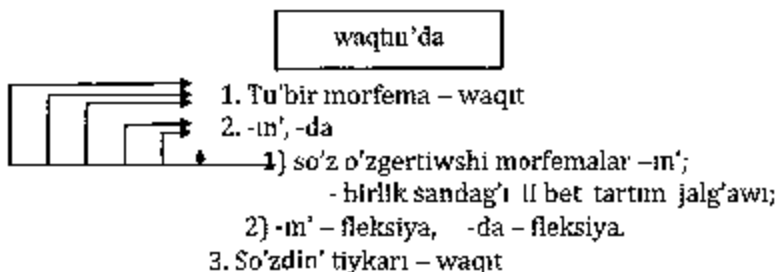 waqtıń'da
1. Tu'bir morfema – waqıt
2. -ın', -da
1) so'z o'zgertiwshi morfemalar –ın';
- birlik sandag'ı II bet tartım jalg'awı;
2) -ın' – fleksiya, -da – fleksiya.
3. So'zdin' tiykarı – waqıt